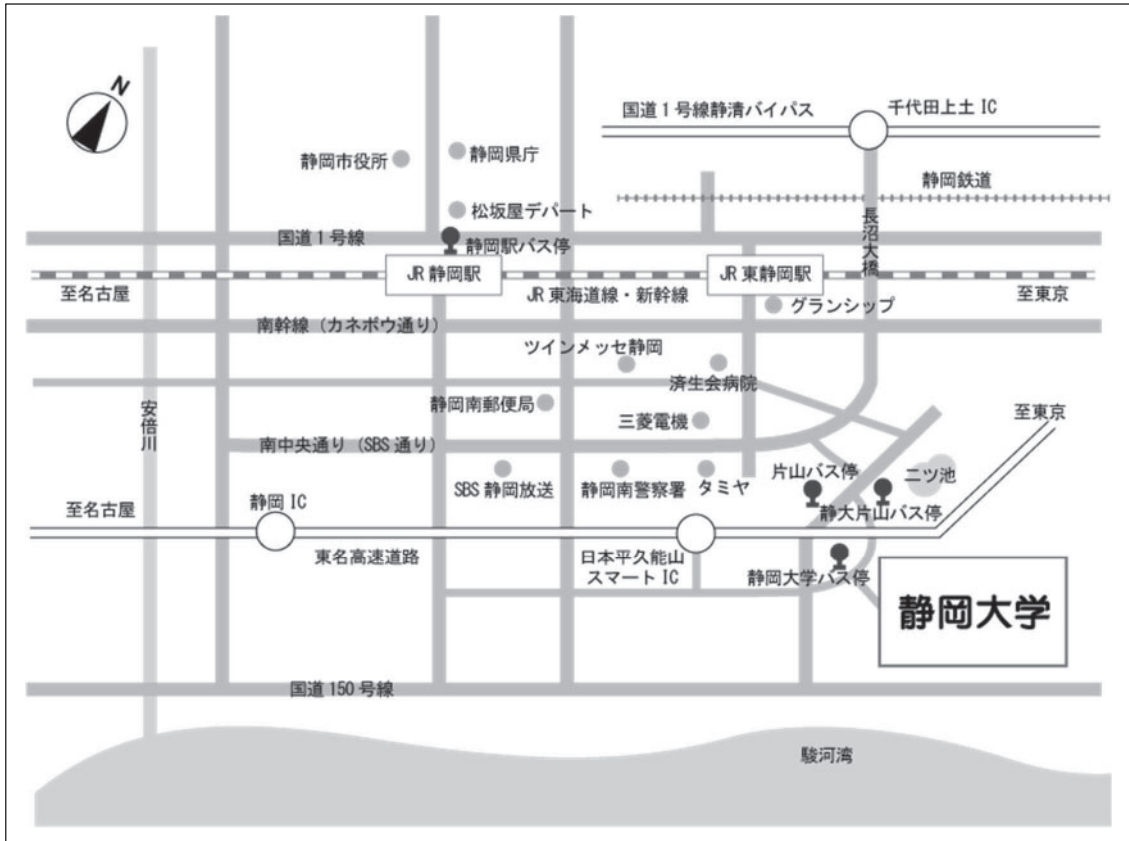 N
国道1号線静清バイパス
千代田上土 IC
静岡市役所
静岡県庁
静岡鉄道
松坂屋デパート
長沼大橋
国道1号線
静岡駅バス停
JR 静岡駅
JR 東静岡駅
至名古屋
JR 東海道線・新幹線
至東京
グランシップ
南幹線（カネボウ通り）
ツインメッセ静岡
済生会病院
安倍川
静岡南郵便局
三菱電機
至東京
南中央通り（SBS 通り）
片山バス停
二ツ池
SBS 静岡放送
静岡南警察署
タミヤ
静大片山バス停
静岡 IC
至名古屋
東名高速道路
日本平久能山
スマート IC
静岡大学バス停
静岡大学
国道 150 号線
駿河湾